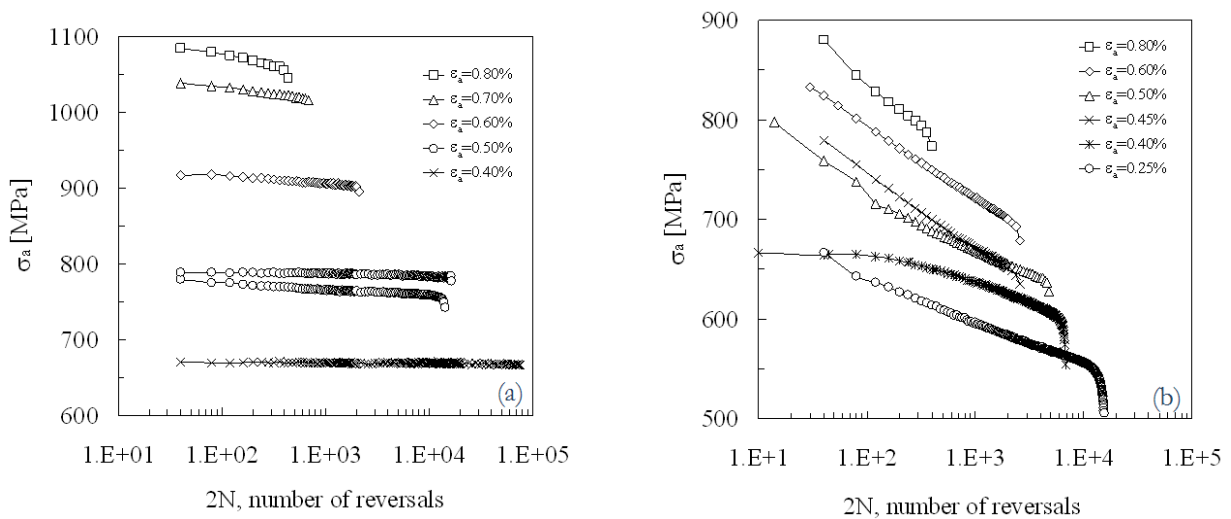 1100
1000
900
800
700
600
σa [MPa]
εa=0.80%
εa=0.70%
εa=0.60%
εa=0.50%
εa=0.40%
(a)
1.E+01 1.E+02 1.E+03 1.E+04 1.E+05
2N, number of reversals
900
800
700
600
500
σa [MPa]
εa=0.80%
εa=0.60%
εa=0.50%
εa=0.45%
εa=0.40%
εa=0.25%
(b)
1.E+1 1.E+2 1.E+3 1.E+4 1.E+5
2N, number of reversals